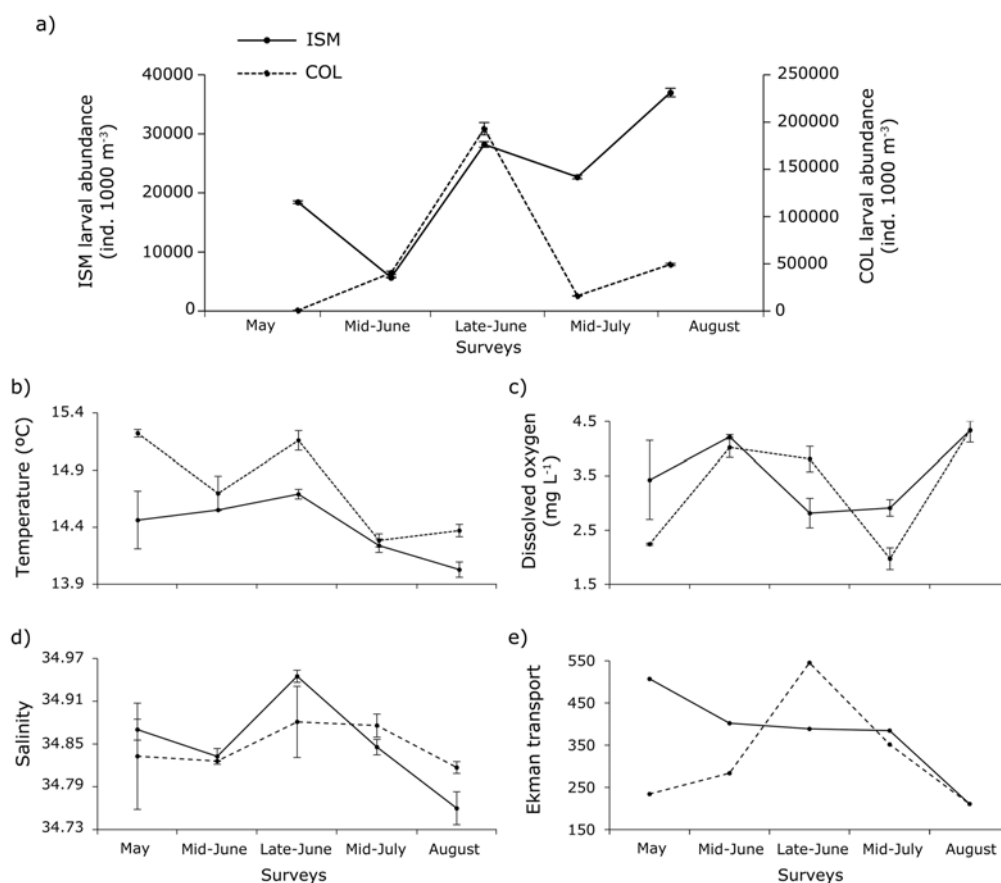 a)
ISM
COL
ISM larval abundance
(ind. 1000 m⁻³)
40000
30000
20000
10000
0
250000
200000
150000
100000
50000
0
COL larval abundance
(ind. 1000 m⁻³)
May
Mid-June
Late-June
Mid-July
August
Surveys
b)
Temperature (ºC)
15.4
14.9
14.4
13.9
c)
Dissolved oxygen
(mg L⁻¹)
4.5
3.5
2.5
1.5
d)
Salinity
34.97
34.91
34.85
34.79
34.73
May
Mid-June
Late-June
Mid-July
August
Surveys
e)
Ekman transport
550
450
350
250
150
May
Mid-June
Late-June
Mid-July
August
Surveys